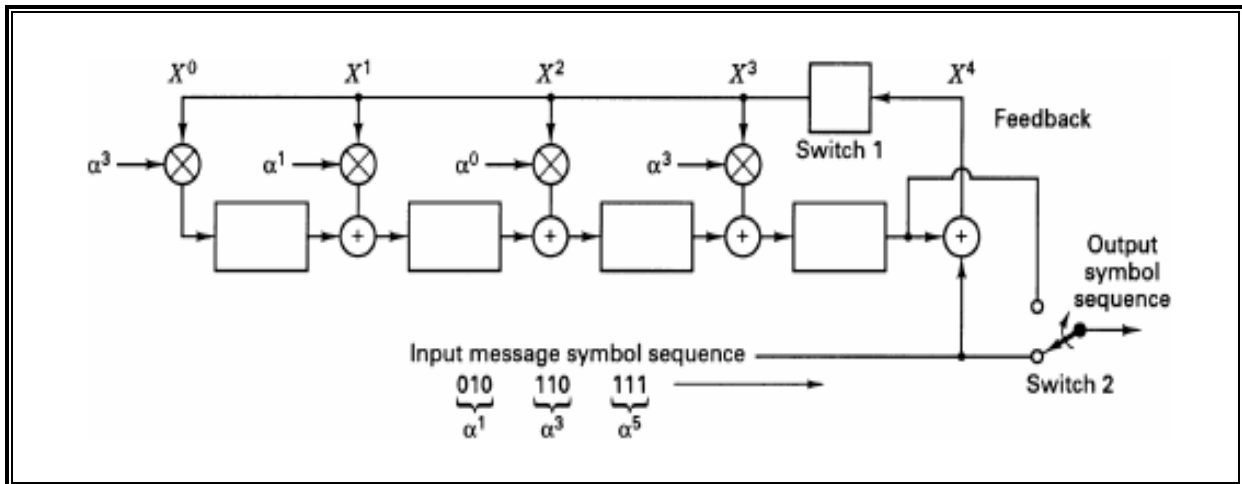 X⁰ X¹ X² X³ X⁴
Feedback
Switch 1
α³ α¹ α⁰ α³
+ + + +
Output
symbol
sequence
Input message symbol sequence
Switch 2
010 110 111
α¹ α³ α⁵